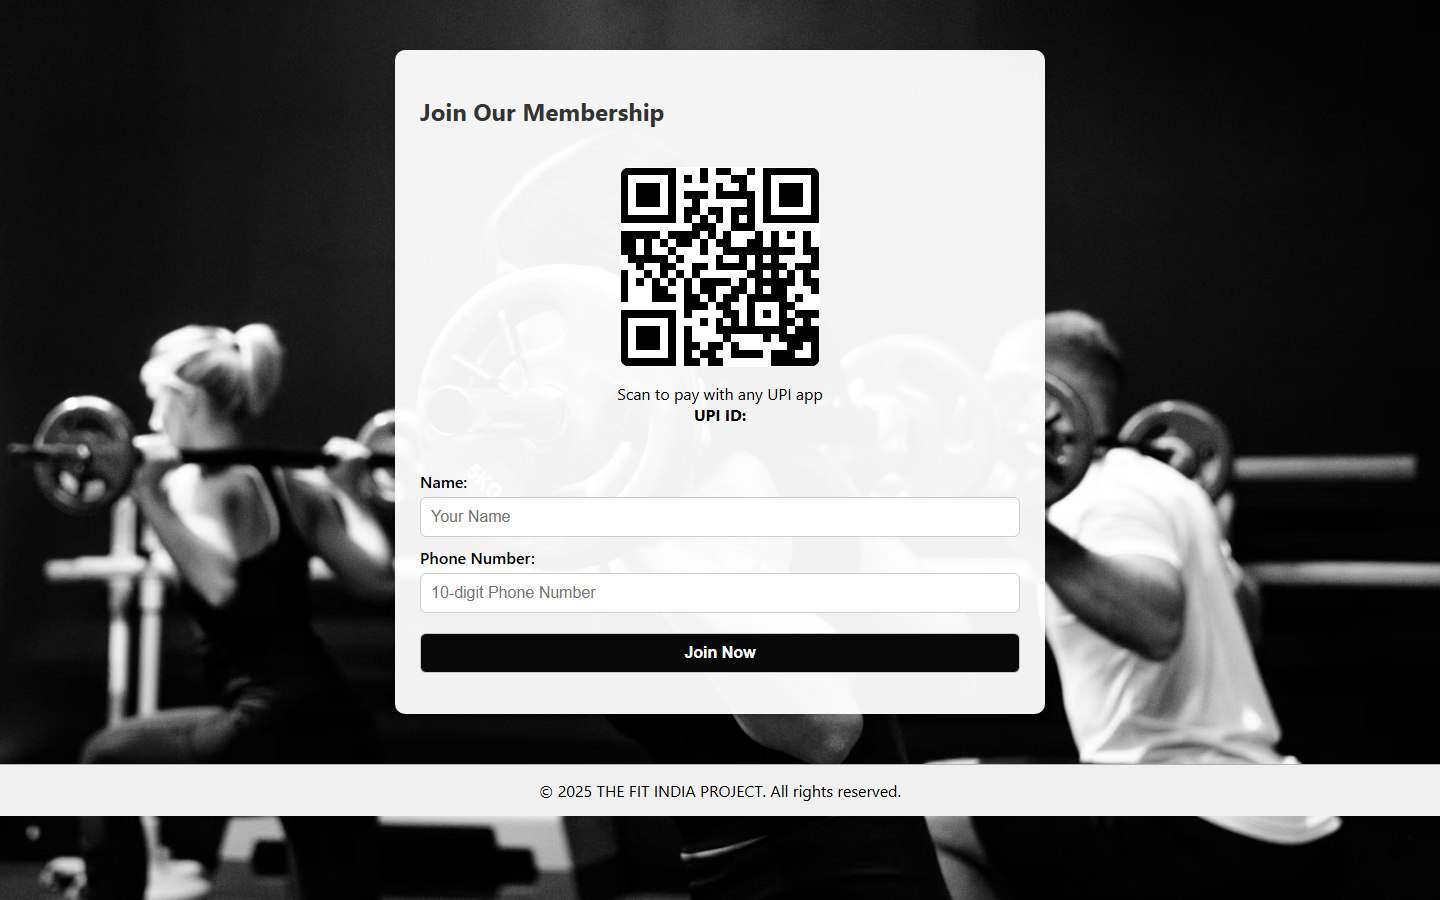 Join Our Membership
Scan to pay with any UPI app
UPI ID:
5KG
Name:
Your Name
Phone Number:
10-digit Phone Number
Join Now
© 2025 THE FIT INDIA PROJECT. All rights reserved.